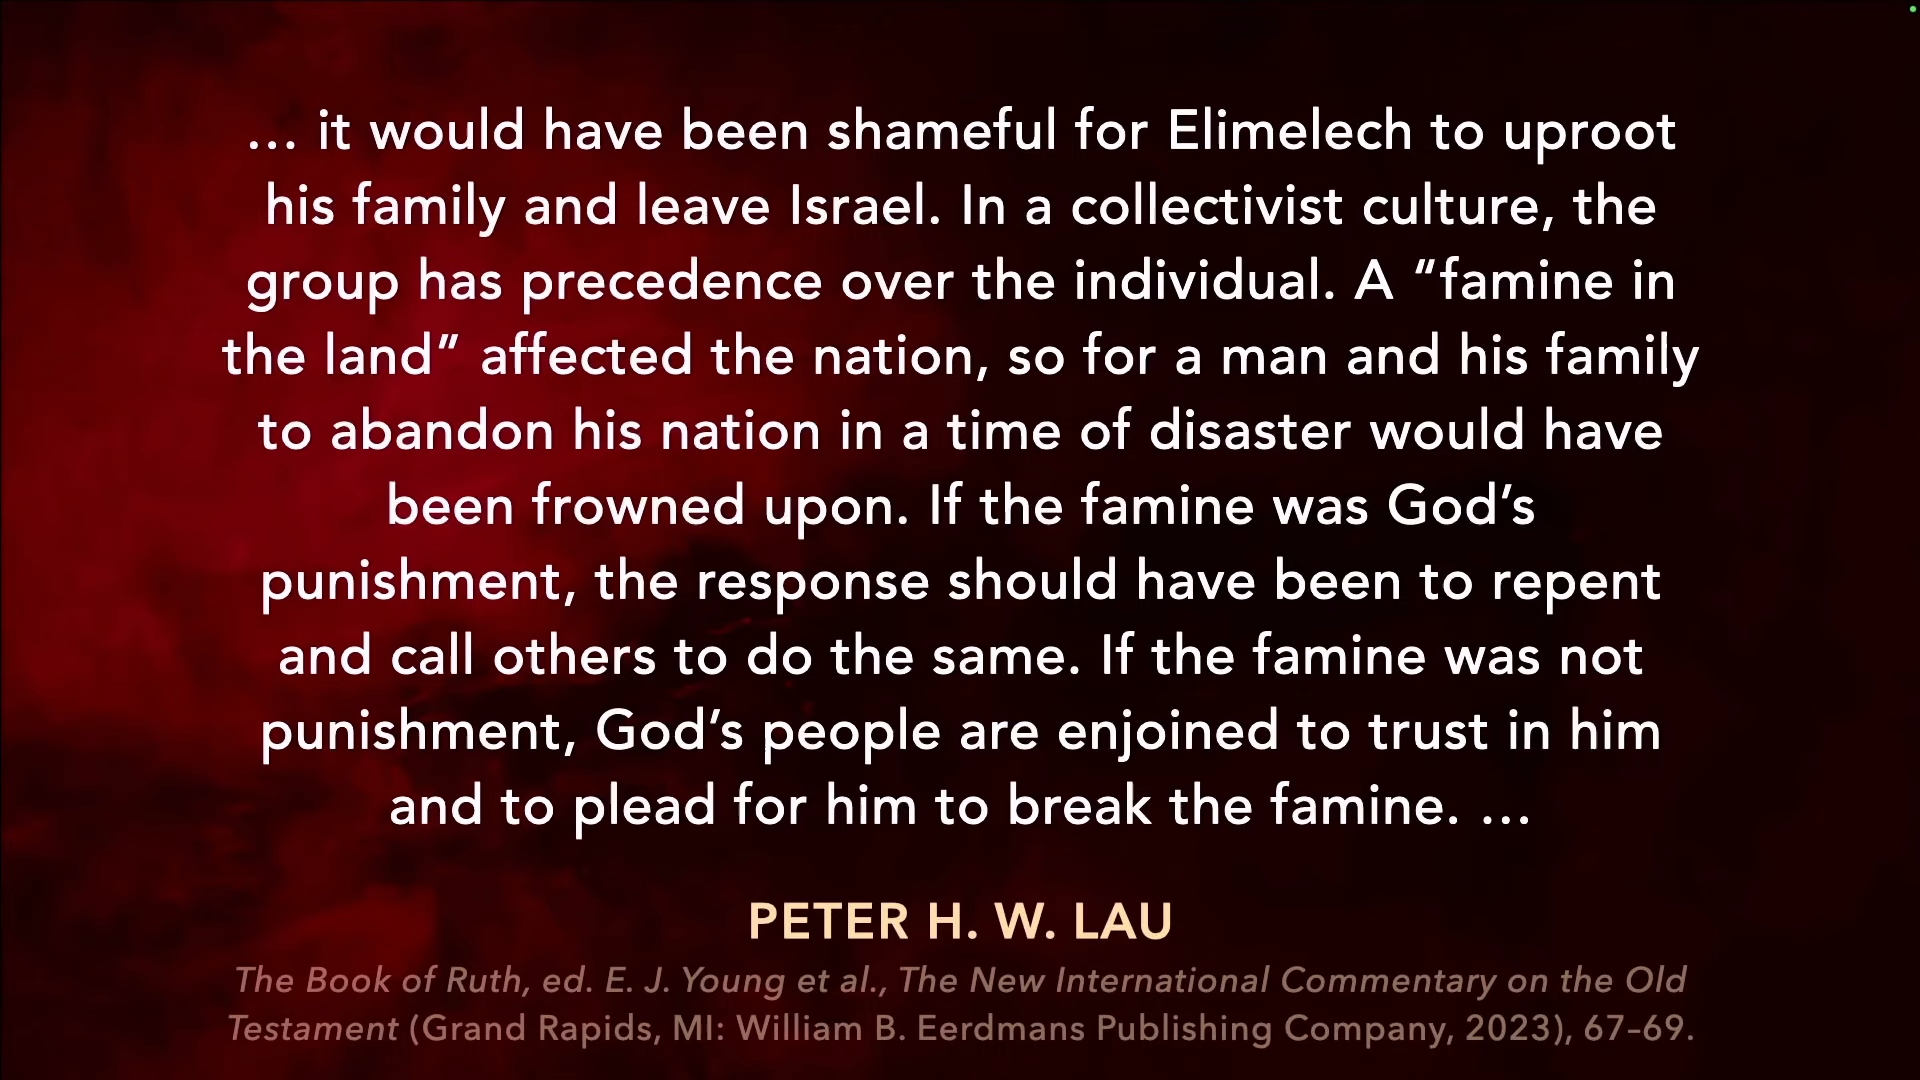 … it would have been shameful for Elimelech to uproot
his family and leave Israel. In a collectivist culture, the
group has precedence over the individual. A “famine in
the land” affected the nation, so for a man and his family
to abandon his nation in a time of disaster would have
been frowned upon. If the famine was God’s
punishment, the response should have been to repent
and call others to do the same. If the famine was not
punishment, God’s people are enjoined to trust in him
and to plead for him to break the famine. …
PETER H. W. LAU
The Book of Ruth, ed. E. J. Young et al., The New International Commentary on the Old
Testament (Grand Rapids, MI: William B. Eerdmans Publishing Company, 2023), 67–69.